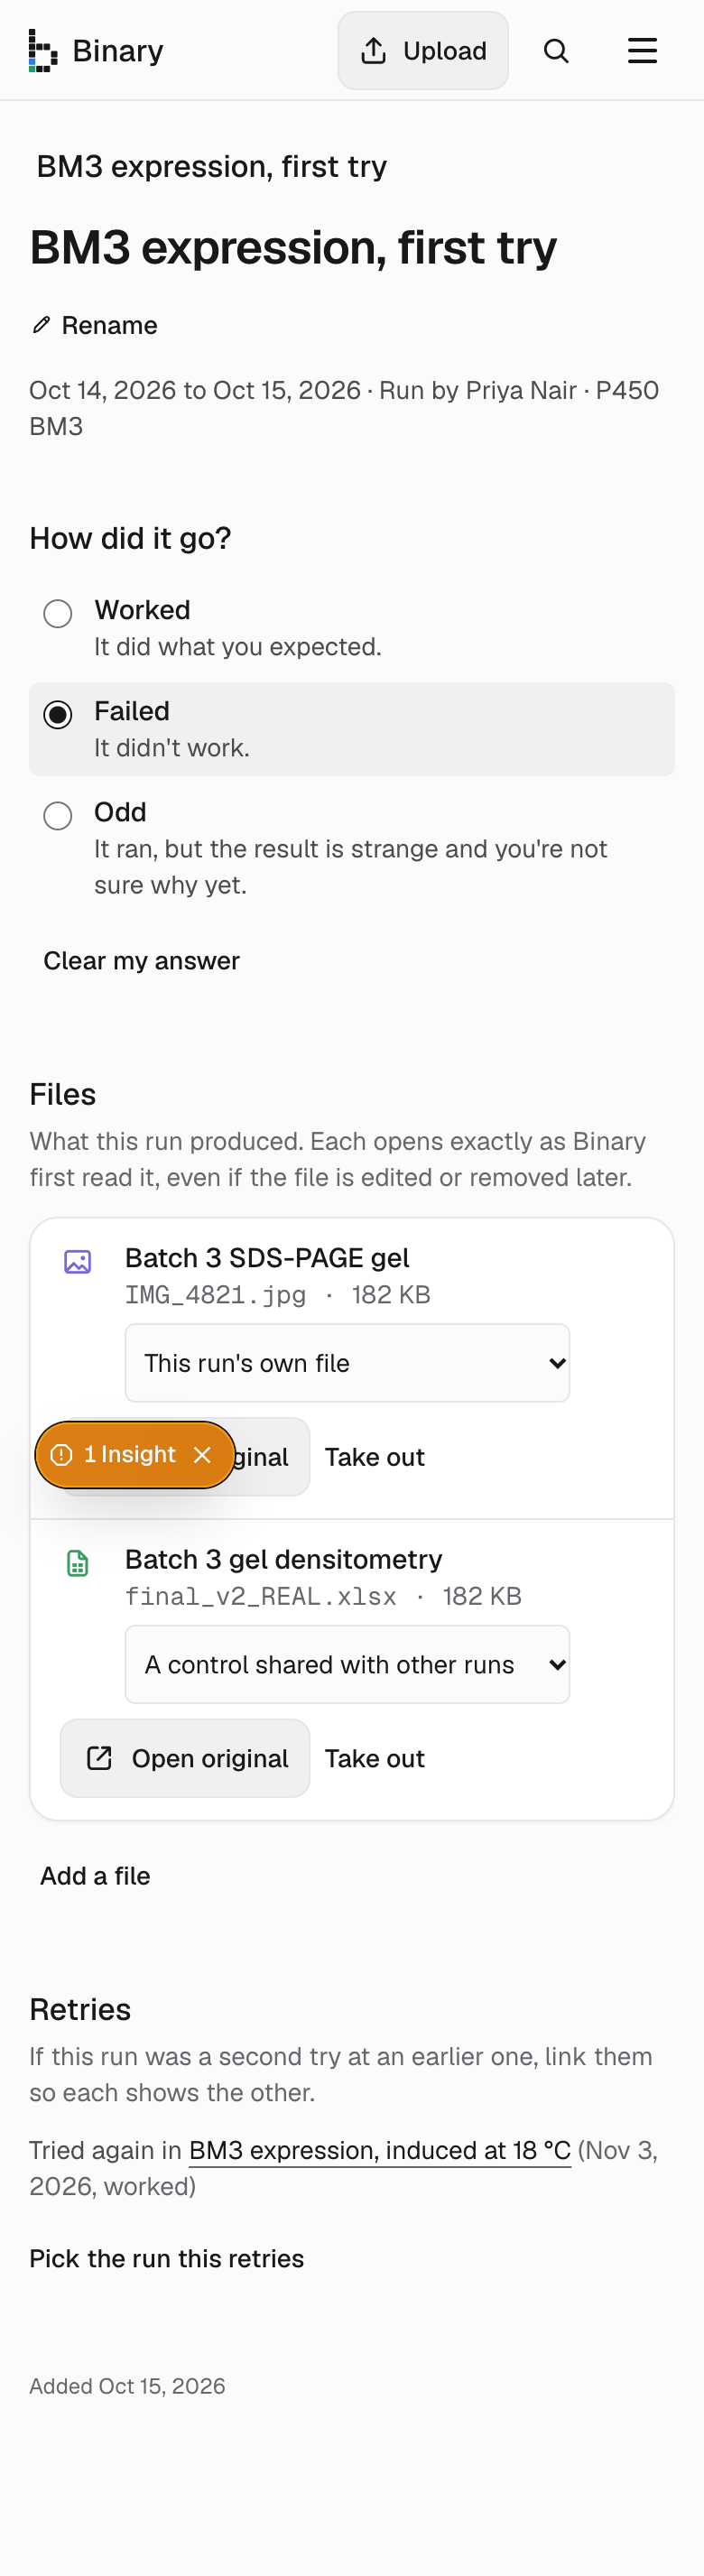 Binary
Upload
BM3 expression, first try
BM3 expression, first try
Rename
Oct 14, 2026 to Oct 15, 2026 · Run by Priya Nair · P450
BM3
How did it go?
Worked
It did what you expected.
Failed
It didn't work.
Odd
It ran, but the result is strange and you're not
sure why yet.
Clear my answer
Files
What this run produced. Each opens exactly as Binary
first read it, even if the file is edited or removed later.
Batch 3 SDS-PAGE gel
IMG_4821.jpg · 182 KB
This run's own file
1 Insight
ginal Take out
Batch 3 gel densitometry
final_v2_REAL.xlsx · 182 KB
A control shared with other runs
Open original Take out
Add a file
Retries
If this run was a second try at an earlier one, link them
so each shows the other.
Tried again in BM3 expression, induced at 18 °C (Nov 3,
2026, worked)
Pick the run this retries
Added Oct 15, 2026